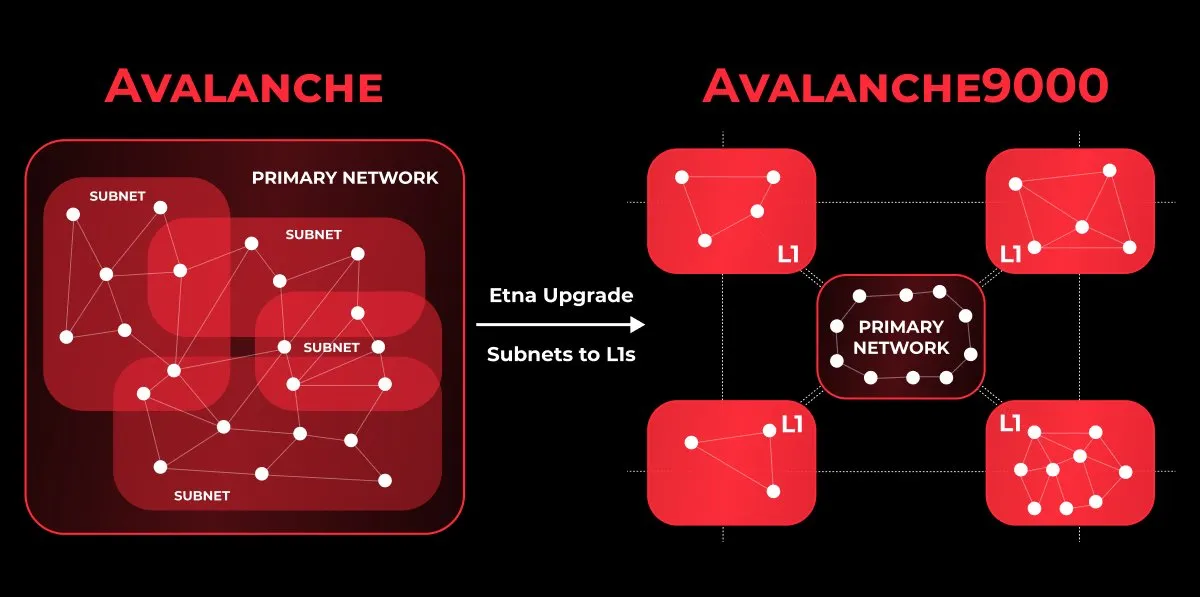 AVALANCHE
PRIMARY NETWORK
SUBNET
SUBNET
SUBNET
SUBNET
Etna Upgrade
Subnets to L1s
AVALANCHE9000
L1
L1
PRIMARY
NETWORK
L1
L1